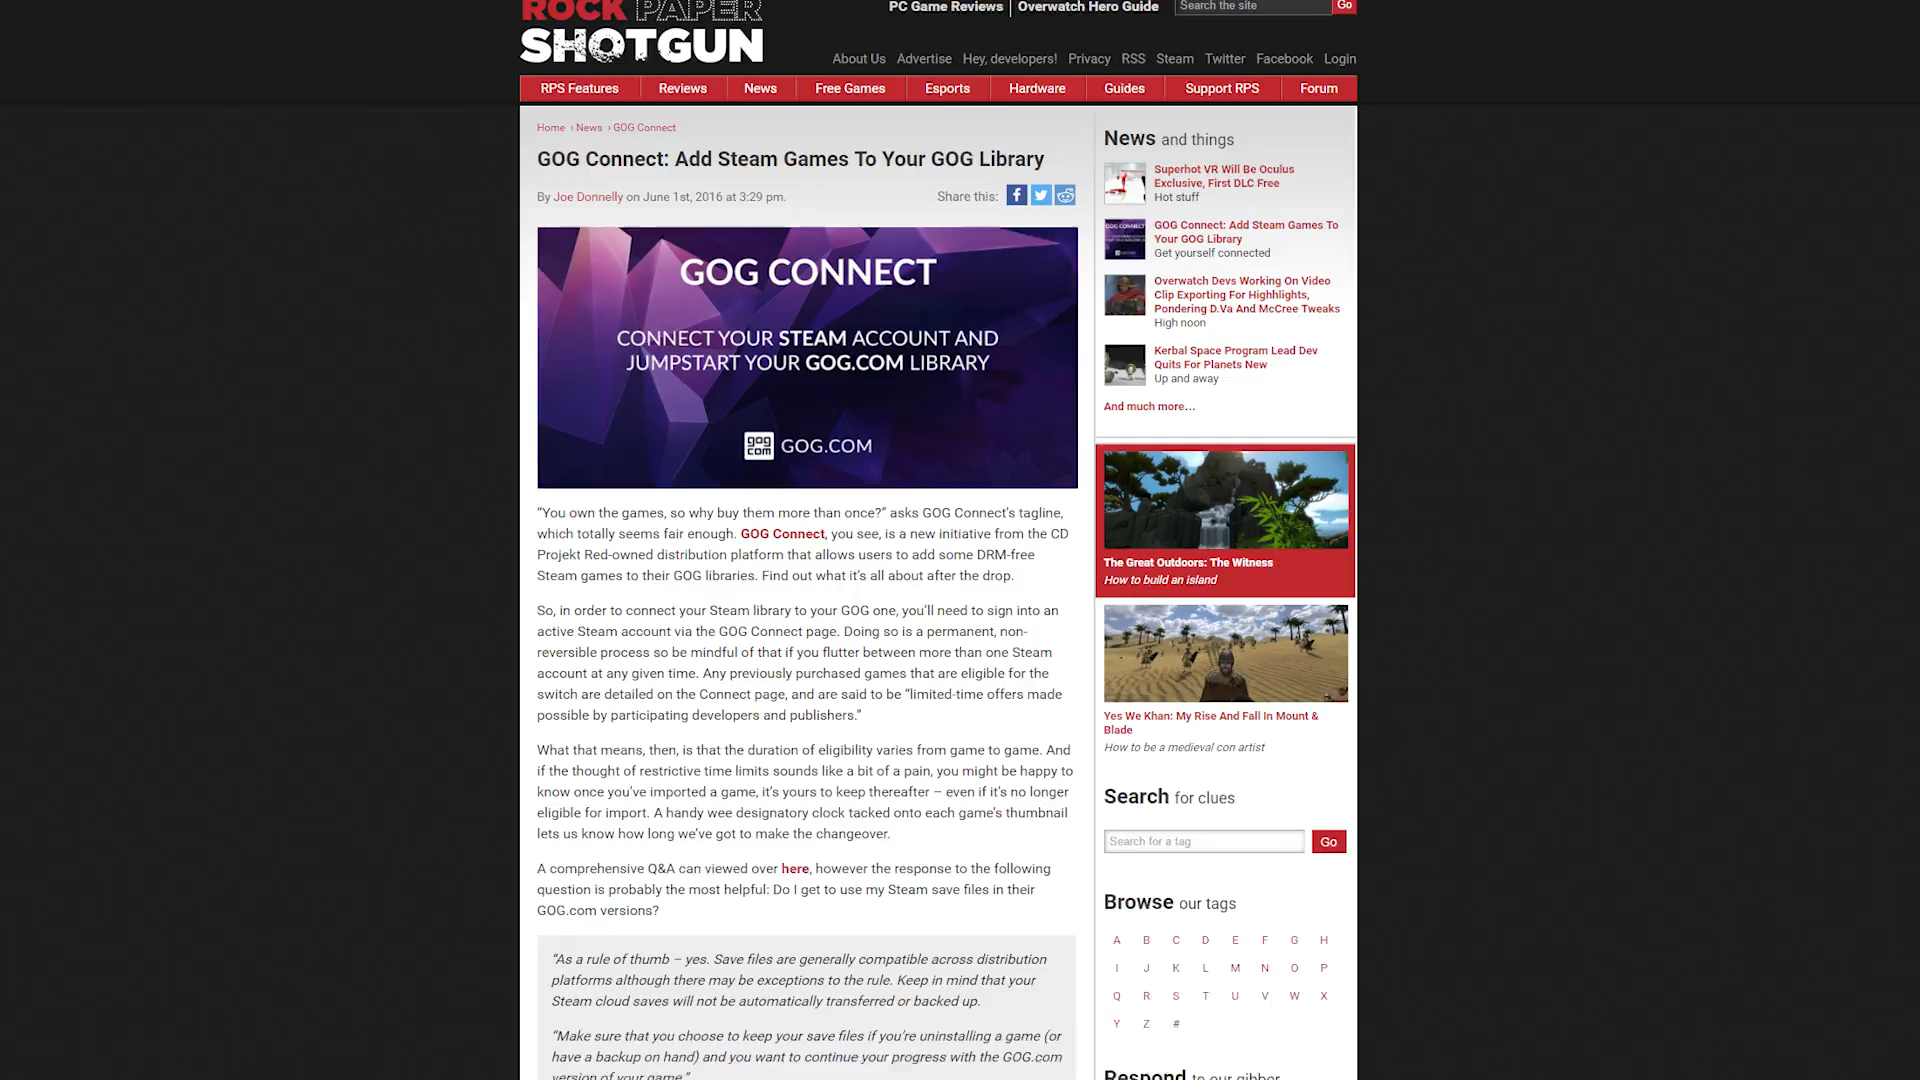 ROCK PAPER
SHOTGUN
PC Game Reviews
Overwatch Hero Guide
Search the site
Go
About Us
Advertise
Hey, developers!
Privacy
RSS
Steam
Twitter
Facebook
Login
RPS Features
Reviews
News
Free Games
Esports
Hardware
Guides
Support RPS
Forum
Home › News › GOG Connect
GOG Connect: Add Steam Games To Your GOG Library
By Joe Donnelly on June 1st, 2016 at 3:29 pm.
Share this:
GOG CONNECT
CONNECT YOUR STEAM ACCOUNT AND
JUMPSTART YOUR GOG.COM LIBRARY
gog
com
GOG.COM
“You own the games, so why buy them more than once?” asks GOG Connect’s tagline,
which totally seems fair enough. GOG Connect, you see, is a new initiative from the CD
Projekt Red-owned distribution platform that allows users to add some DRM-free
Steam games to their GOG libraries. Find out what it’s all about after the drop.
So, in order to connect your Steam library to your GOG one, you’ll need to sign into an
active Steam account via the GOG Connect page. Doing so is a permanent, non-
reversible process so be mindful of that if you flutter between more than one Steam
account at any given time. Any previously purchased games that are eligible for the
switch are detailed on the Connect page, and are said to be “limited-time offers made
possible by participating developers and publishers.”
What that means, then, is that the duration of eligibility varies from game to game. And
if the thought of restrictive time limits sounds like a bit of a pain, you might be happy to
know once you’ve imported a game, it’s yours to keep thereafter – even if it’s no longer
eligible for import. A handy wee designatory clock tacked onto each game’s thumbnail
lets us know how long we’ve got to make the changeover.
A comprehensive Q&A can viewed over here, however the response to the following
question is probably the most helpful: Do I get to use my Steam save files in their
GOG.com versions?
“As a rule of thumb – yes. Save files are generally compatible across distribution
platforms although there may be exceptions to the rule. Keep in mind that your
Steam cloud saves will not be automatically transferred or backed up.
“Make sure that you choose to keep your save files if you’re uninstalling a game (or
have a backup on hand) and you want to continue your progress with the GOG.com
version of your game.”
News and things
Superhot VR Will Be Oculus
Exclusive, First DLC Free
Hot stuff
GOG CONNECT
GOG Connect: Add Steam Games To
Your GOG Library
Get yourself connected
Overwatch Devs Working On Video
Clip Exporting For Highhlights,
Pondering D.Va And McCree Tweaks
High noon
Kerbal Space Program Lead Dev
Quits For Planets New
Up and away
And much more…
The Great Outdoors: The Witness
How to build an island
Yes We Khan: My Rise And Fall In Mount &
Blade
How to be a medieval con artist
Search for clues
Search for a tag
Go
Browse our tags
A B C D E F G H
I J K L M N O P
Q R S T U V W X
Y Z #
Respond to our gibber